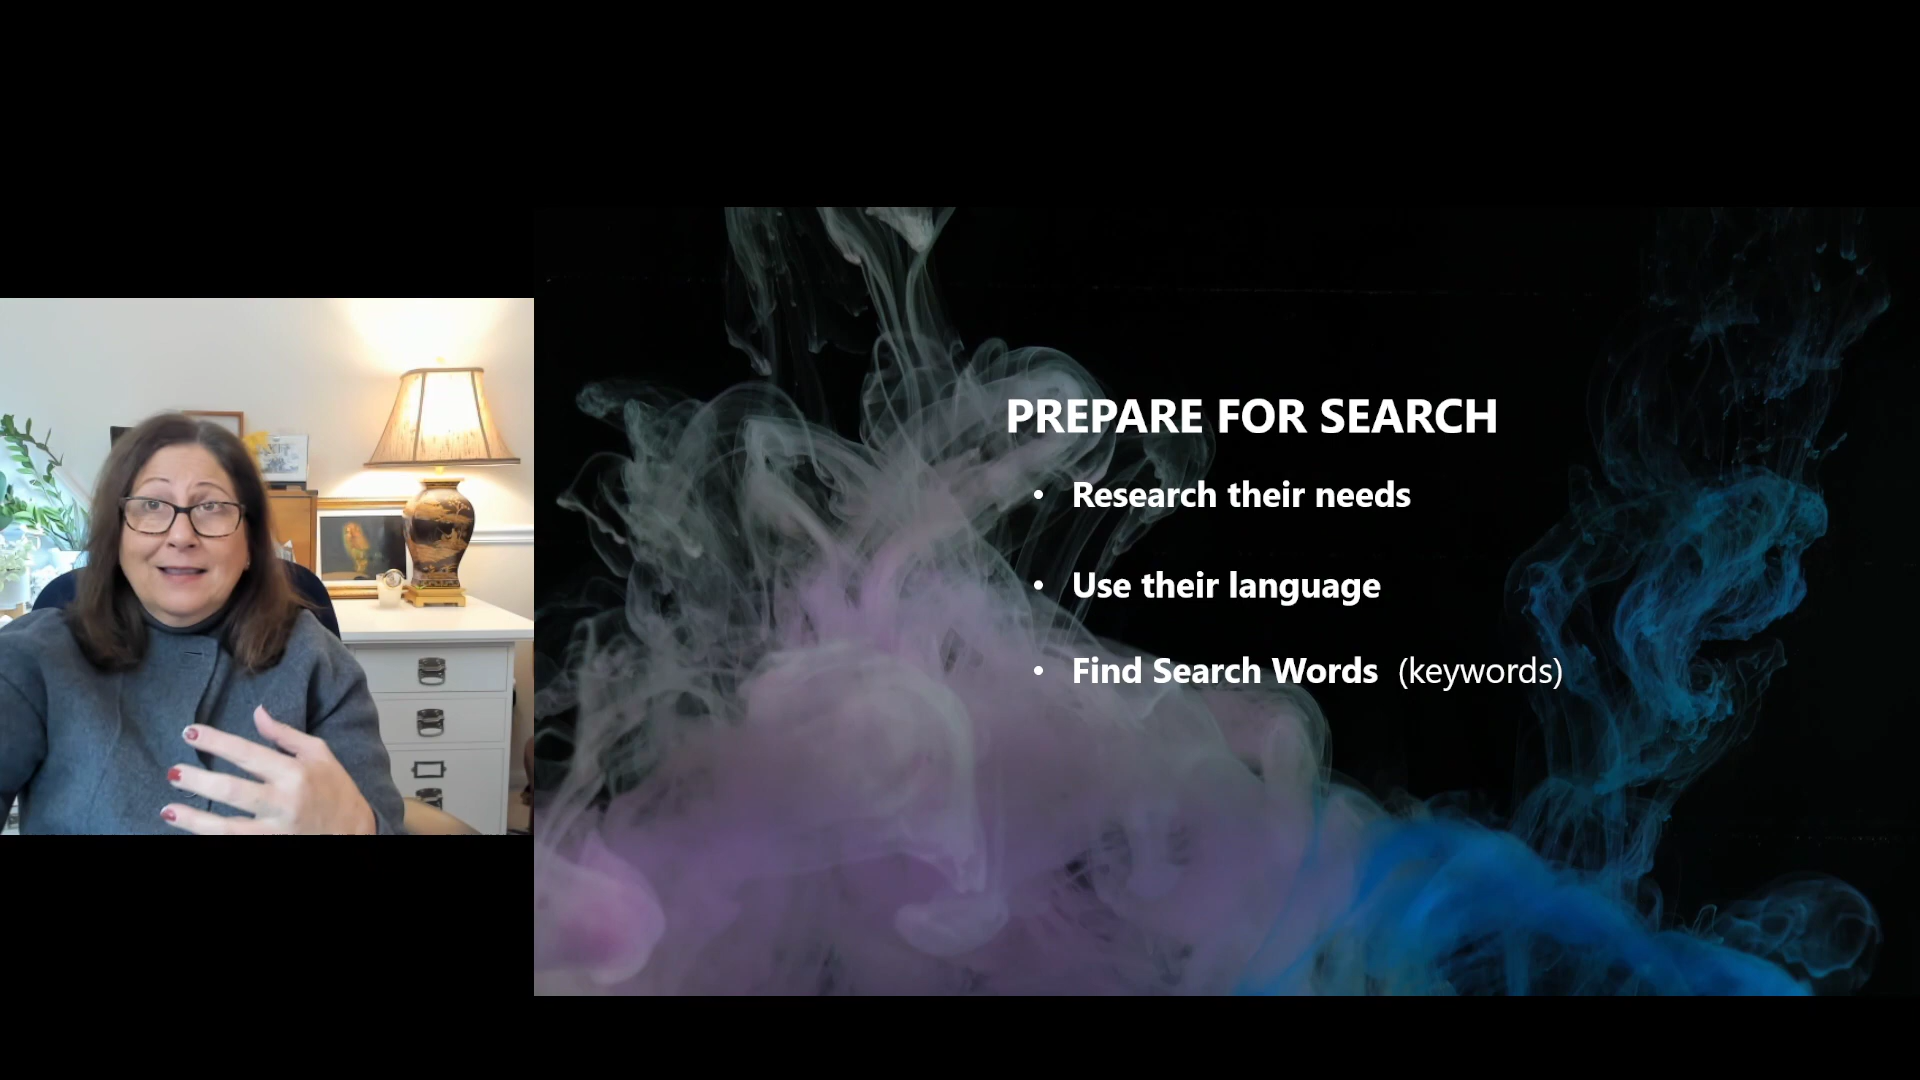 PREPARE FOR SEARCH
• Research their needs
• Use their language
• Find Search Words (keywords)